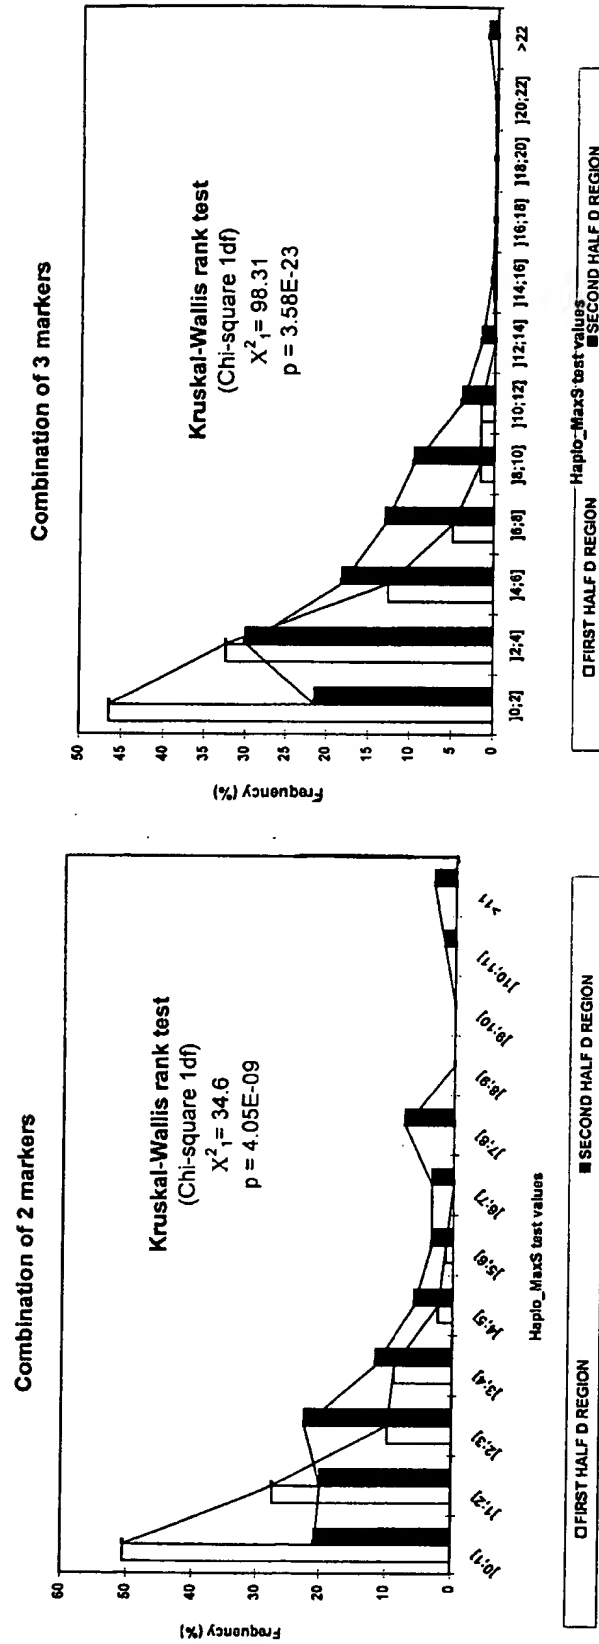 Combination of 2 markers
Kruskal-Wallis rank test
(Chi-square 1df)
X²₁= 34.6
p = 4.05E-09
Frequency (%)
60
50
40
30
20
10
0
]0;1]
]1;2]
]2;3]
]3;4]
]4;5]
]5;6]
]6;7]
]7;8]
]8;9]
]9;10]
]10;11]
>11
Haplo_MaxS test values
FIRST HALF D REGION
SECOND HALF D REGION
Combination of 3 markers
Kruskal-Wallis rank test
(Chi-square 1df)
X²₁= 98.31
p = 3.58E-23
Frequency (%)
50
45
40
35
30
25
20
15
10
5
0
]0;2]
]2;4]
]4;6]
]6;8]
]8;10]
]10;12]
]12;14]
]14;16]
]16;18]
]18;20]
]20;22]
>22
Haplo_MaxS test values
FIRST HALF D REGION
SECOND HALF D REGION